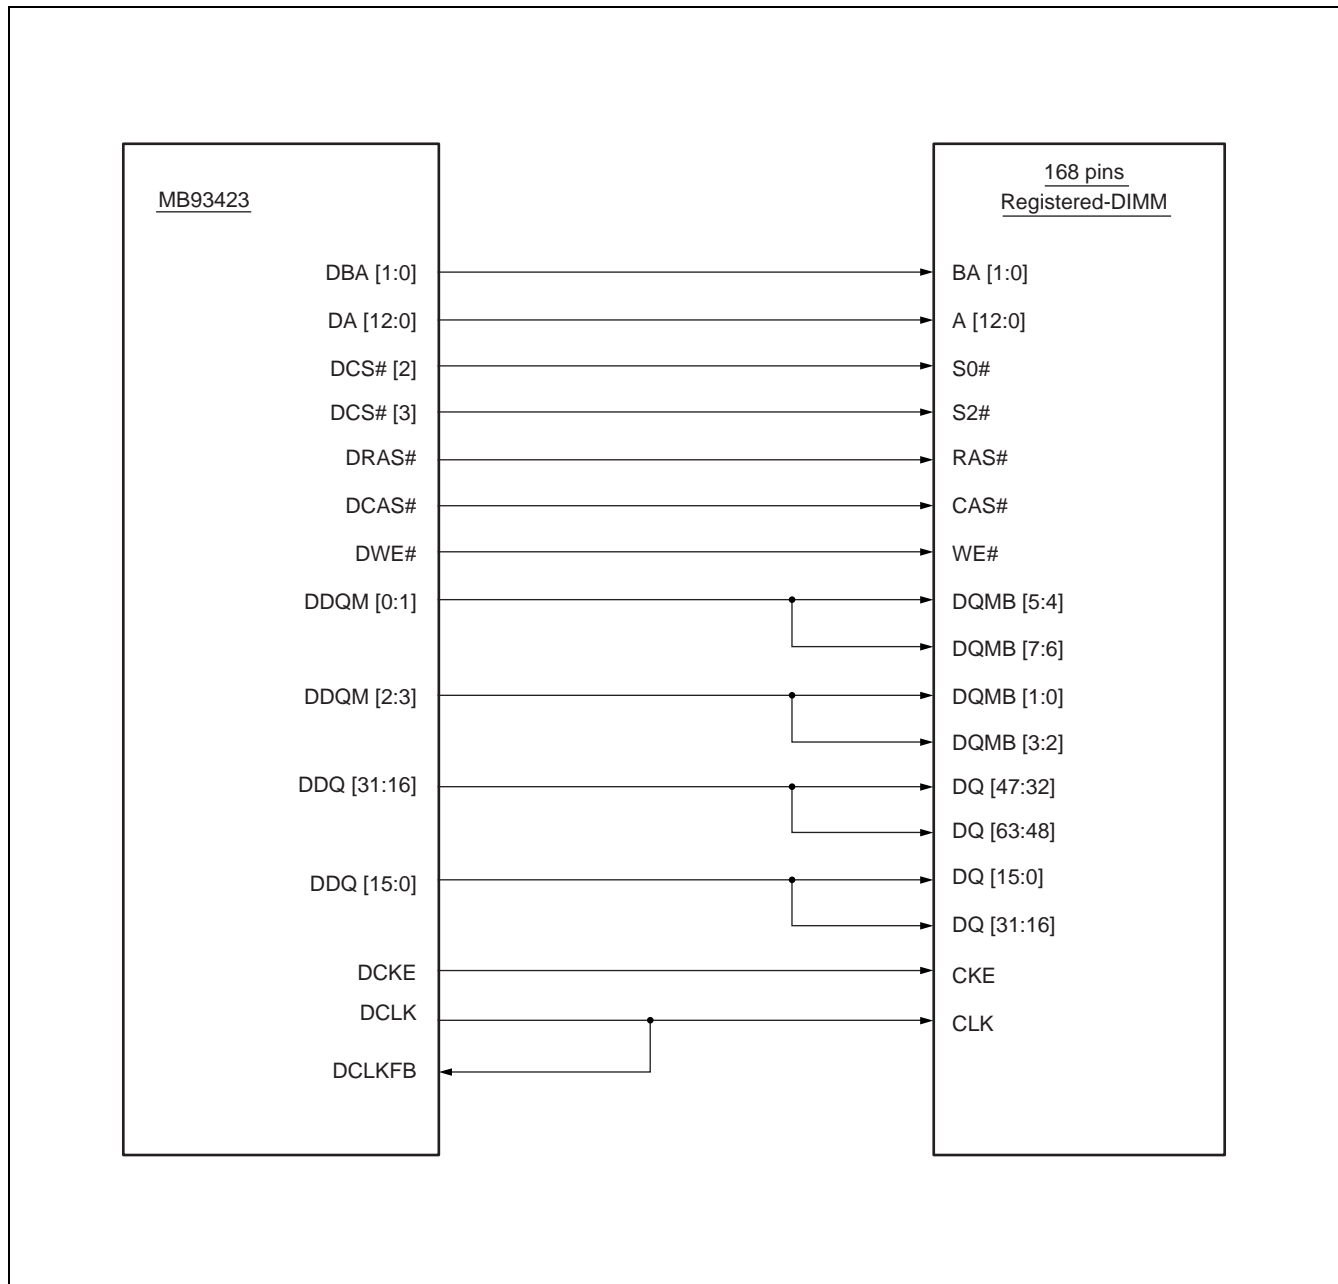 MB93423
168 pins
Registered-DIMM
DBA [1:0]
BA [1:0]
DA [12:0]
A [12:0]
DCS# [2]
S0#
DCS# [3]
S2#
DRAS#
RAS#
DCAS#
CAS#
DWE#
WE#
DDQM [0:1]
DQMB [5:4]
DQMB [7:6]
DDQM [2:3]
DQMB [1:0]
DQMB [3:2]
DDQ [31:16]
DQ [47:32]
DQ [63:48]
DDQ [15:0]
DQ [15:0]
DQ [31:16]
DCKE
CKE
DCLK
CLK
DCLKFB